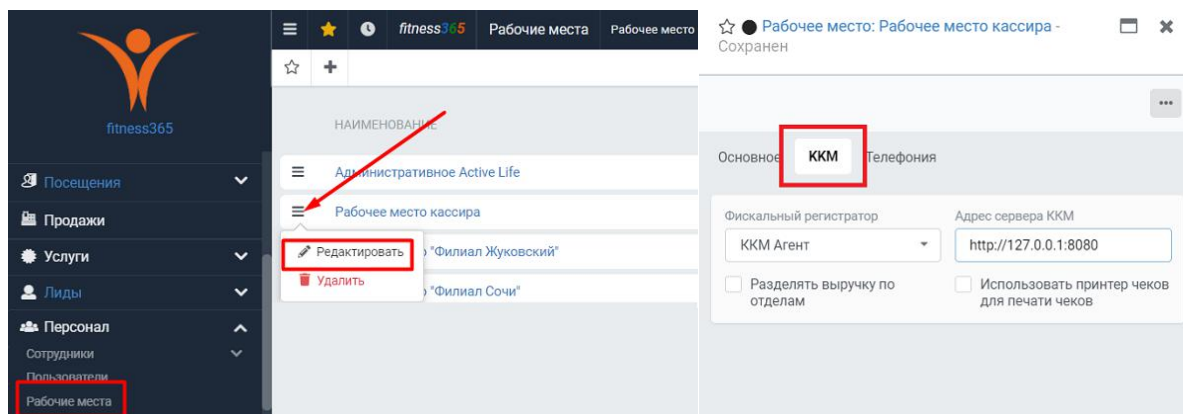 fitness365
Посещения
Продажи
Услуги
Лиды
Персонал
Сотрудники
Пользователи
Рабочие места
fitness365 Рабочие места Рабочее место
НАИМЕНОВАНИЕ
Административное Active Life
Рабочее место кассира
Редактировать "Филиал Жуковский"
Удалить "Филиал Сочи"
Рабочее место: Рабочее место кассира -
Сохранен
Основное ККМ Телефония
Фискальный регистратор Адрес сервера ККМ
ККМ Агент http://127.0.0.1:8080
Разделять выручку по Использовать принтер чеков
отделам для печати чеков